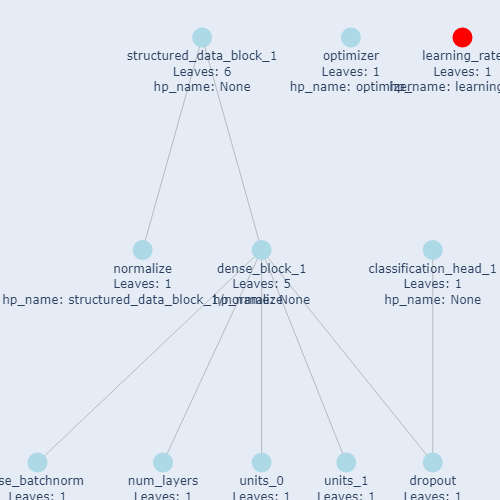 structured_data_block_1
Leaves: 6
hp_name: None
optimizer
Leaves: 1
hp_name: optimizer
learning_rate
Leaves: 1
hp_name: learning
normalize
Leaves: 1
hp_name: structured_data_block_1/normalize
dense_block_1
Leaves: 5
hp_name: None
classification_head_1
Leaves: 1
hp_name: None
se_batchnorm
Leaves: 1
num_layers
Leaves: 1
units_0
Leaves: 1
units_1
Leaves: 1
dropout
Leaves: 1